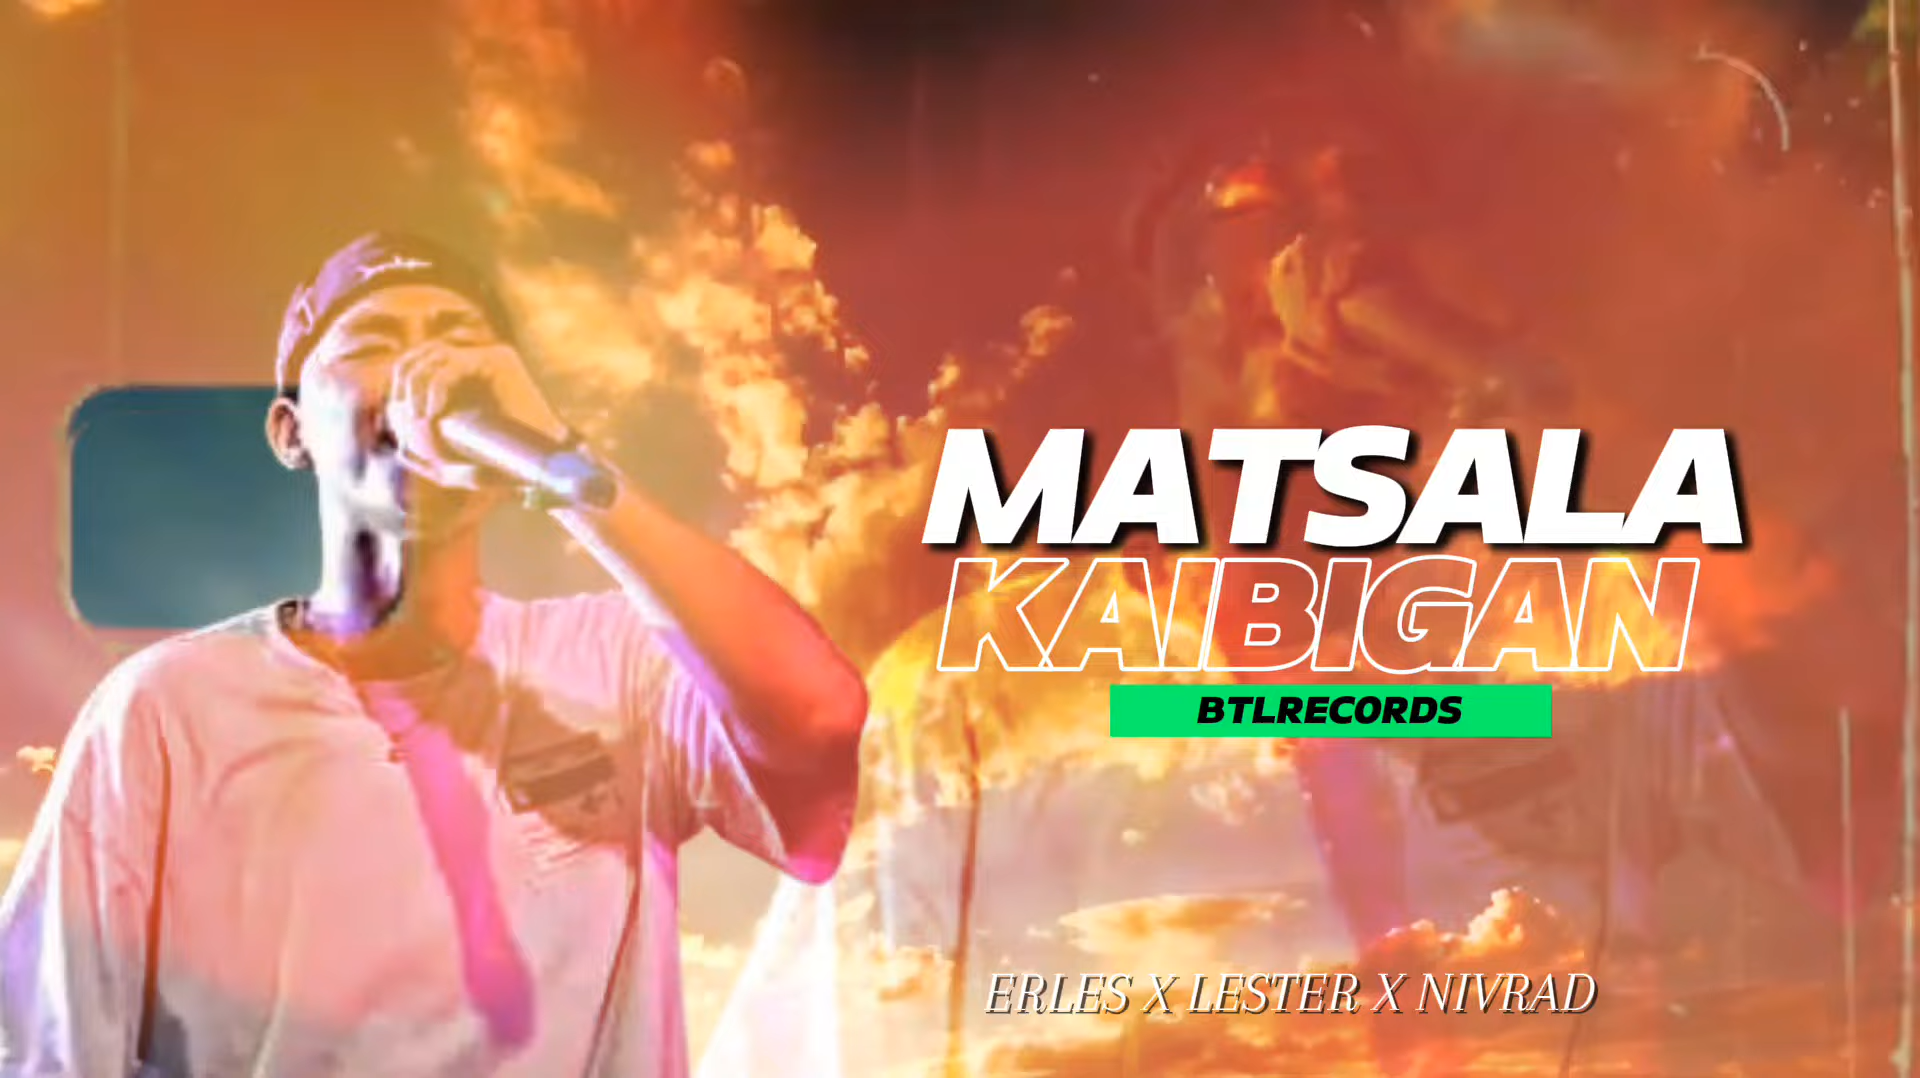 MATSALA
KAIBIGAN
BTLRECORDS
ERLES X LESTER X NIVRAD